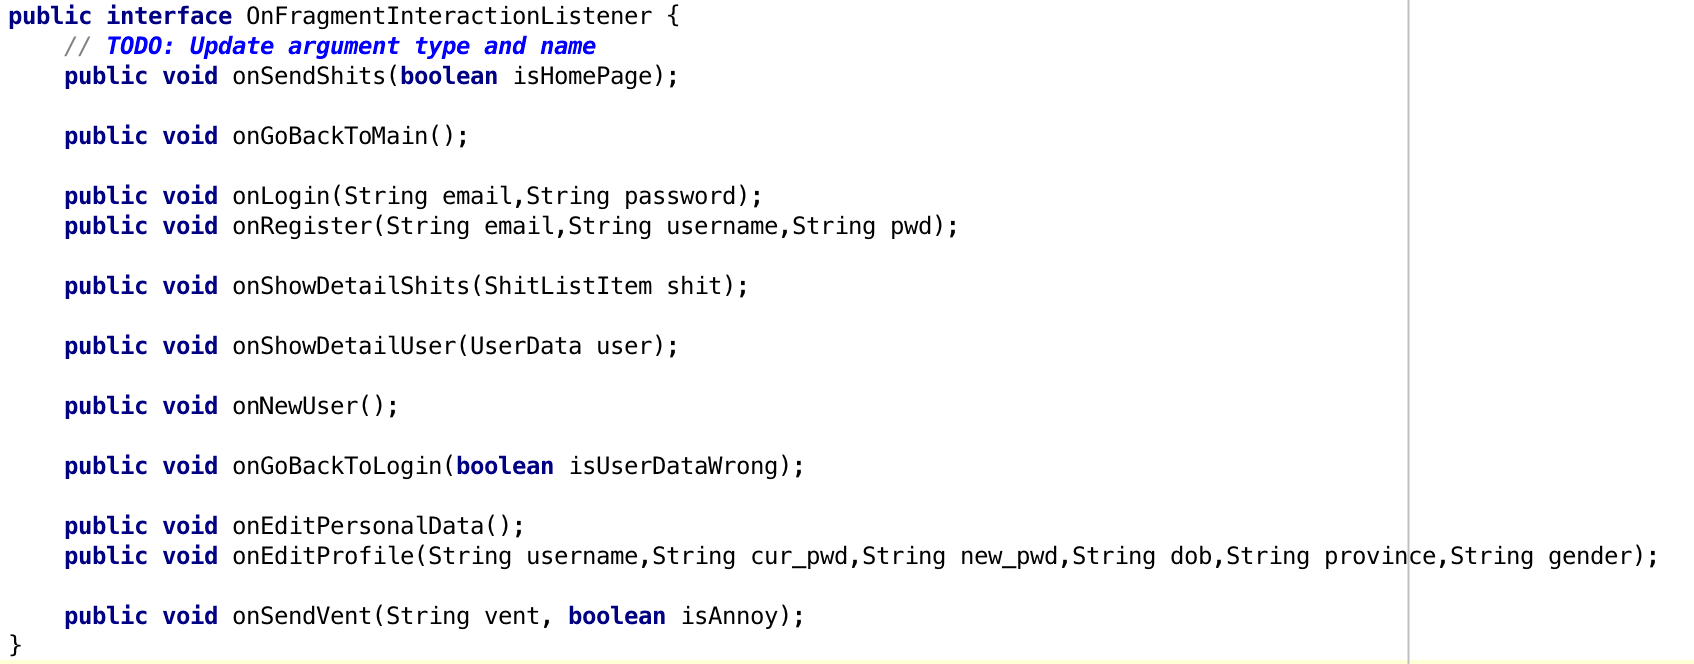 public interface OnFragmentInteractionListener {
    // TODO: Update argument type and name
    public void onSendShits(boolean isHomePage);

    public void onGoBackToMain();

    public void onLogin(String email,String password);
    public void onRegister(String email,String username,String pwd);

    public void onShowDetailShits(ShitListItem shit);

    public void onShowDetailUser(UserData user);

    public void onNewUser();

    public void onGoBackToLogin(boolean isUserDataWrong);

    public void onEditPersonalData();
    public void onEditProfile(String username,String cur_pwd,String new_pwd,String dob,String province,String gender);

    public void onSendVent(String vent, boolean isAnnoy);
}